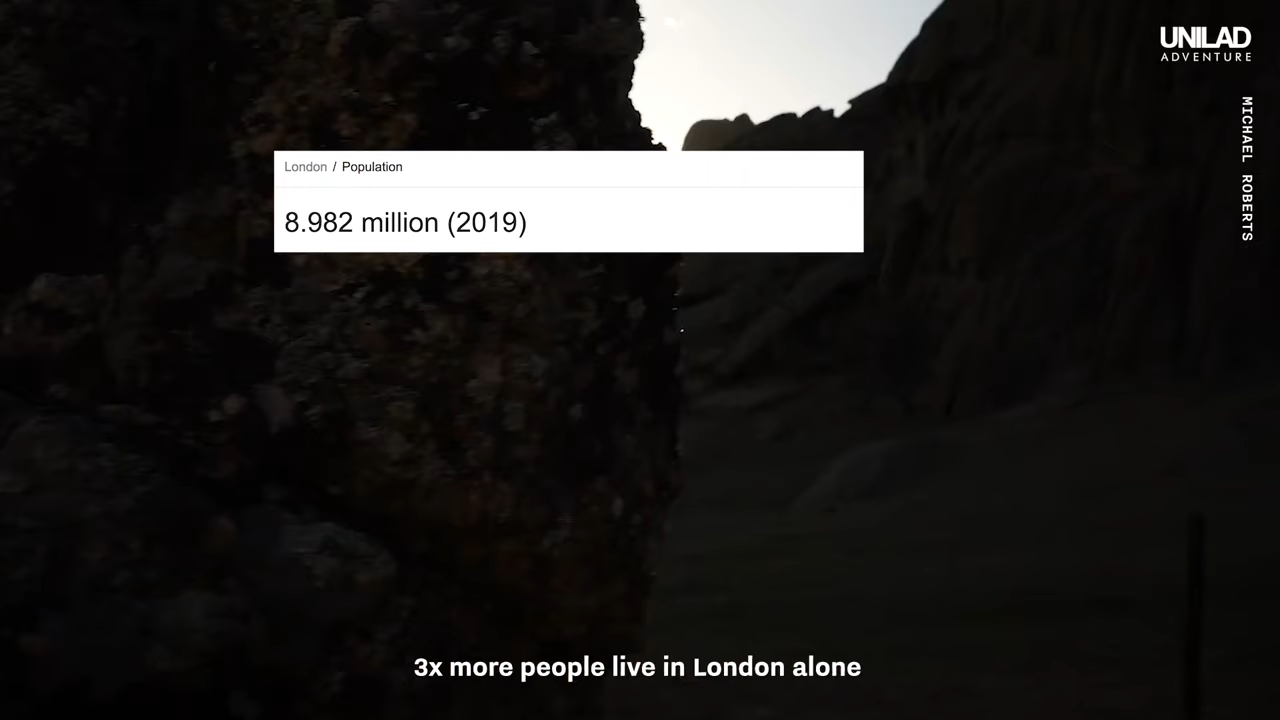 UNILAD
ADVENTURE
MICHAEL ROBERTS
London / Population
8.982 million (2019)
3x more people live in London alone